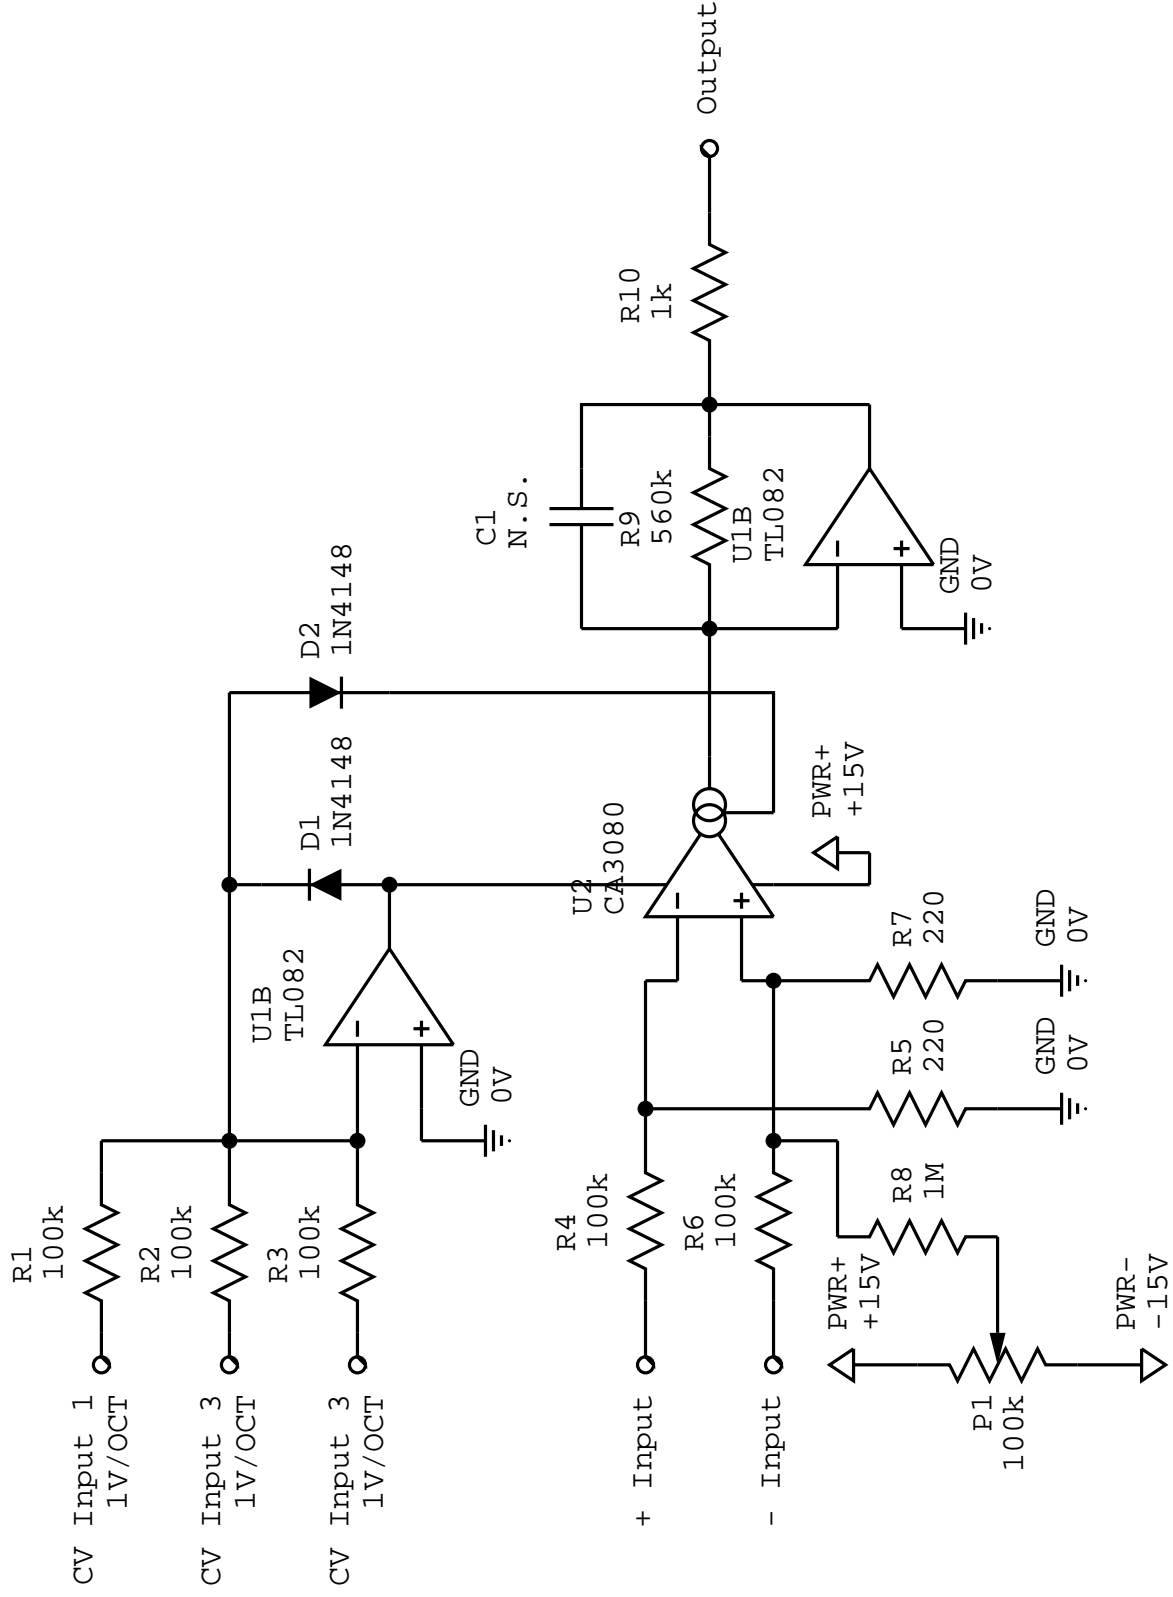 R1
100k
CV Input 1
1V/OCT
R2
100k
CV Input 3
1V/OCT
R3
100k
CV Input 3
1V/OCT
U1B
TL082
GND
0V
D1
1N4148
D2
1N4148
C1
N.S.
R9
560k
U1B
TL082
GND
0V
R10
1k
Output
U2
CA3080
PWR+
+15V
R4
100k
+ Input
R6
100k
- Input
R7
220
GND
0V
R5
220
GND
0V
R8
1M
PWR+
+15V
P1
100k
PWR-
-15V